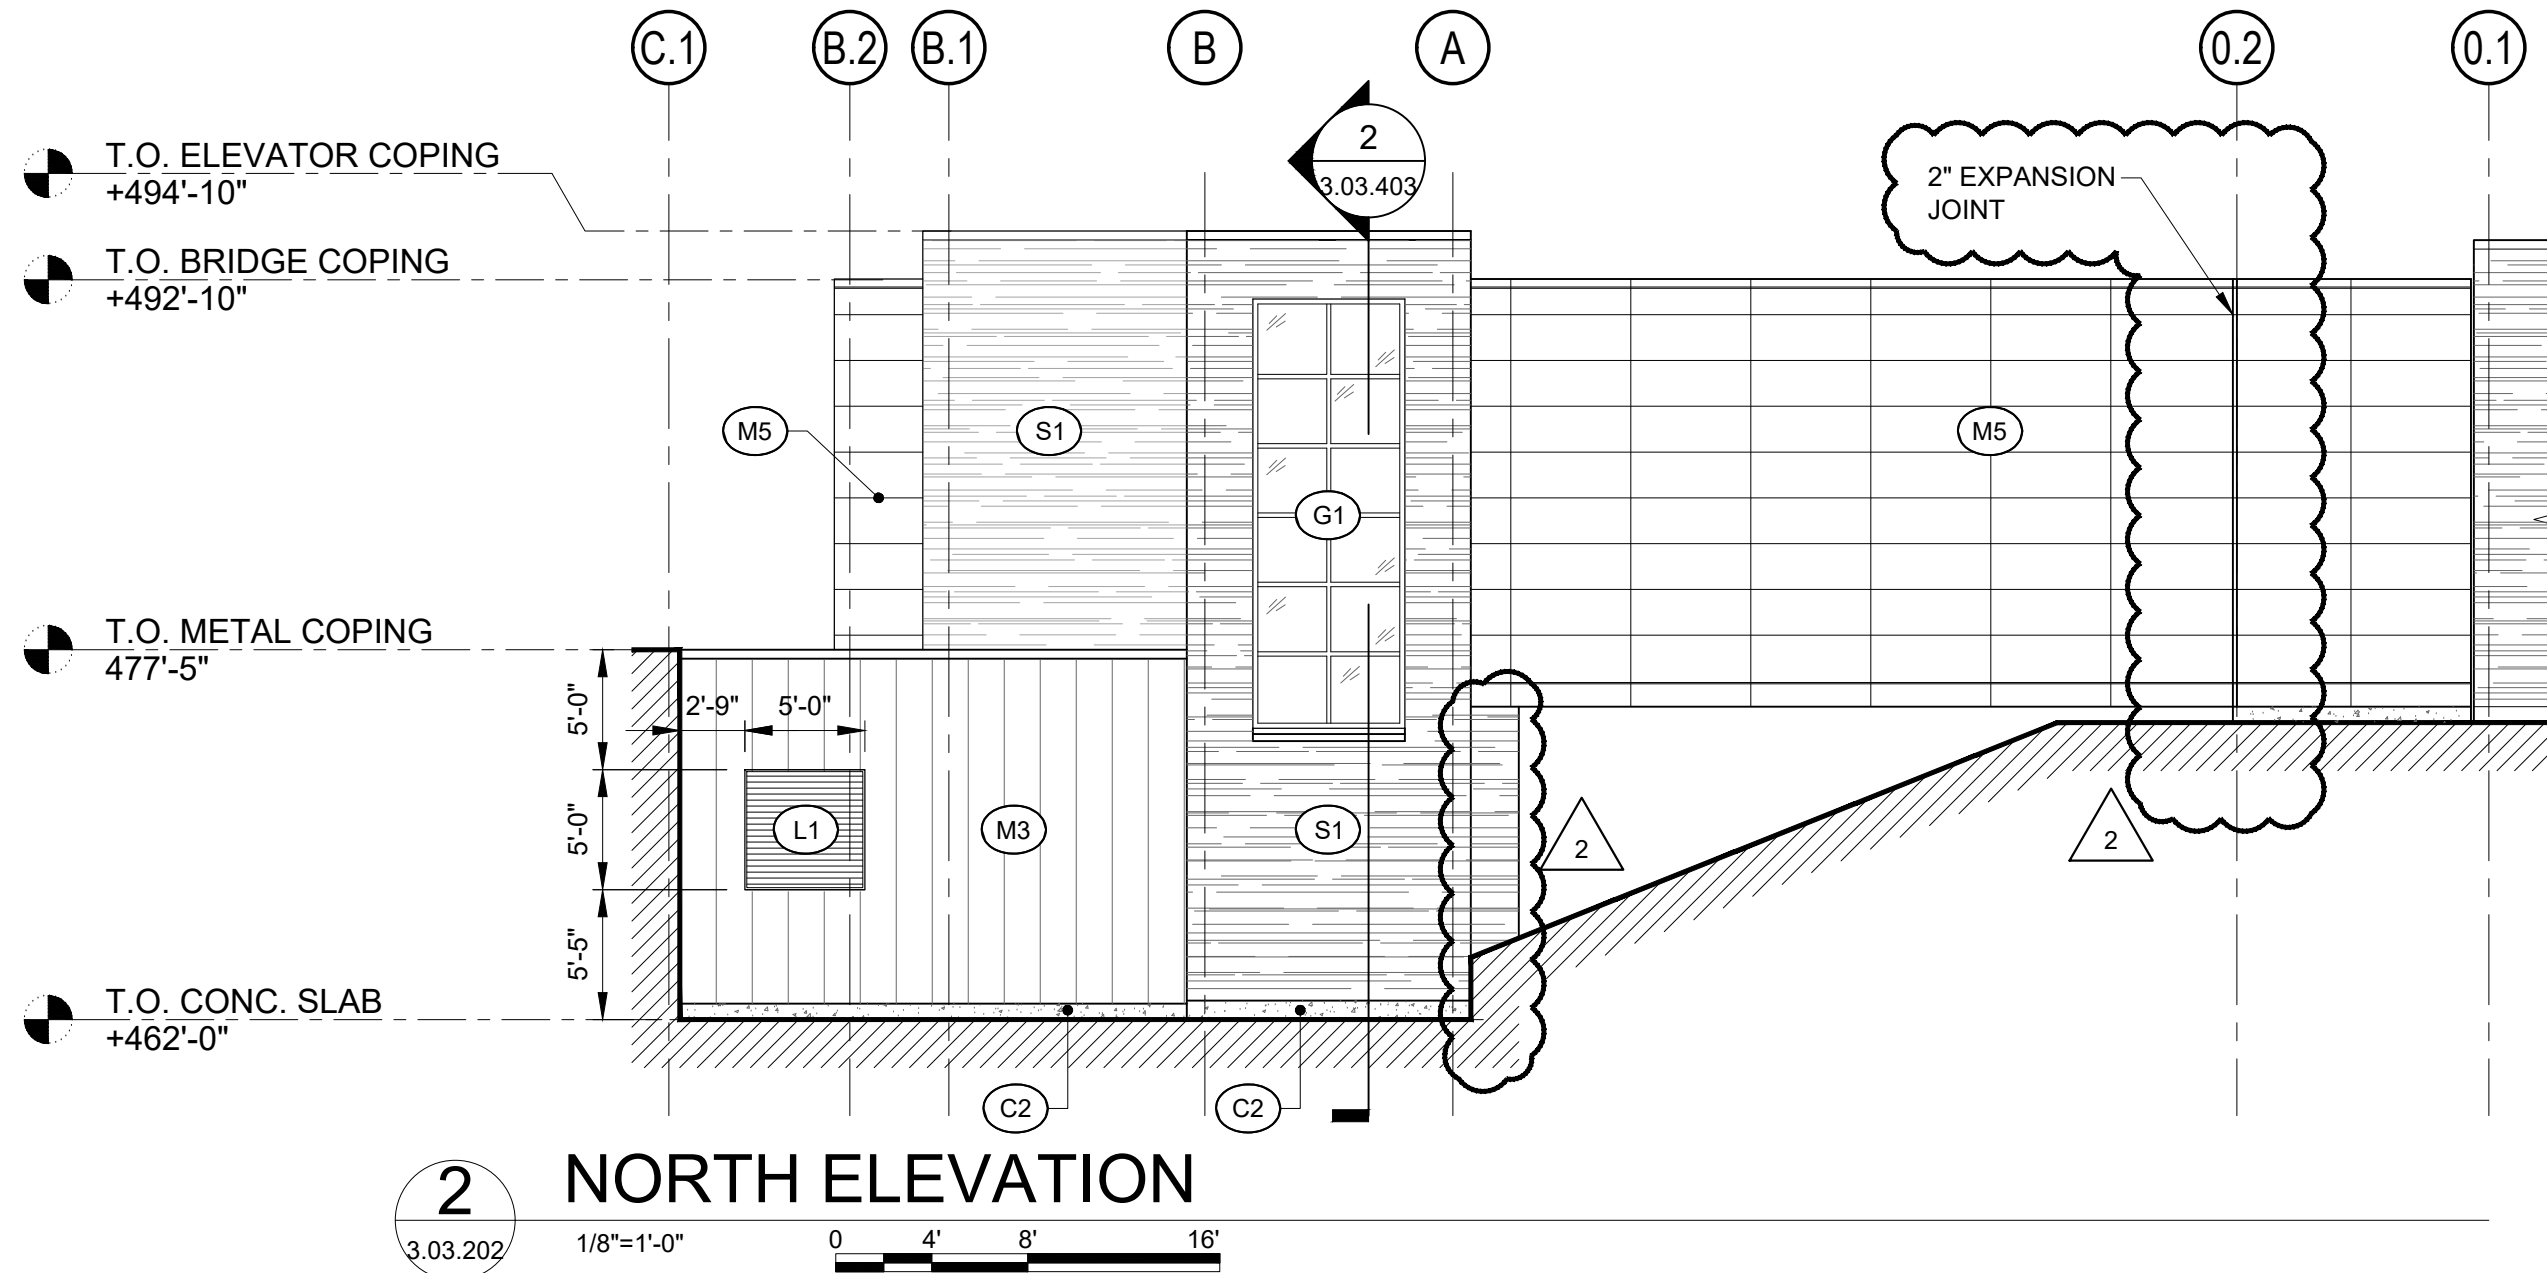 C.1 B.2 B.1 B A 0.2 0.1
2
3.03.403
T.O. ELEVATOR COPING
+494'-10"
2" EXPANSION
JOINT
T.O. BRIDGE COPING
+492'-10"
M5 S1 M5
G1
T.O. METAL COPING
477'-5"
5'-0"
2'-9" 5'-0"
5'-0"
L1 M3 S1
2 2
5'-5"
T.O. CONC. SLAB
+462'-0"
C2 C2
2 NORTH ELEVATION
3.03.202 1/8"=1'-0"
0 4' 8' 16'